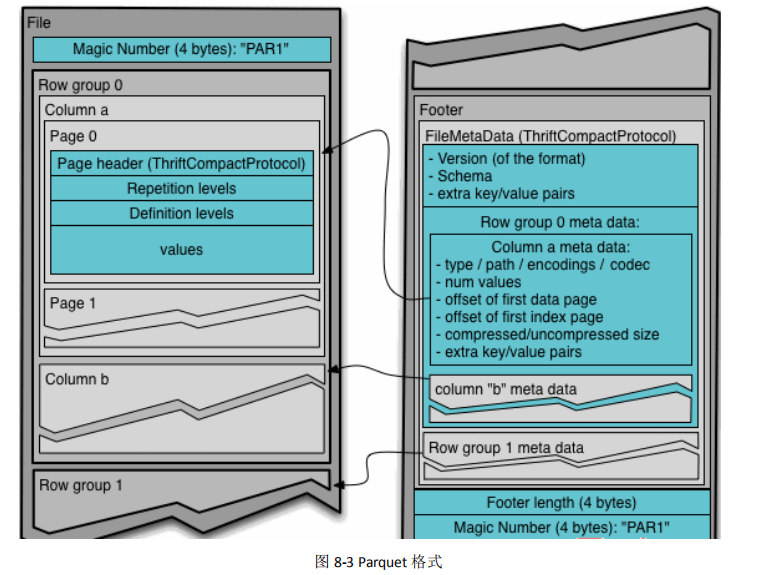 File
Magic Number (4 bytes): "PAR1"
Row group 0
Column a
Page 0
Page header (ThriftCompactProtocol)
Repetition levels
Definition levels
values
Page 1
Column b
Row group 1
Footer
FileMetaData (ThriftCompactProtocol)
- Version (of the format)
- Schema
- extra key/value pairs
Row group 0 meta data:
Column a meta data:
- type / path / encodings / codec
- num values
- offset of first data page
- offset of first index page
- compressed/uncompressed size
- extra key/value pairs
column "b" meta data
Row group 1 meta data
Footer length (4 bytes)
Magic Number (4 bytes): "PAR1"
图 8-3 Parquet 格式